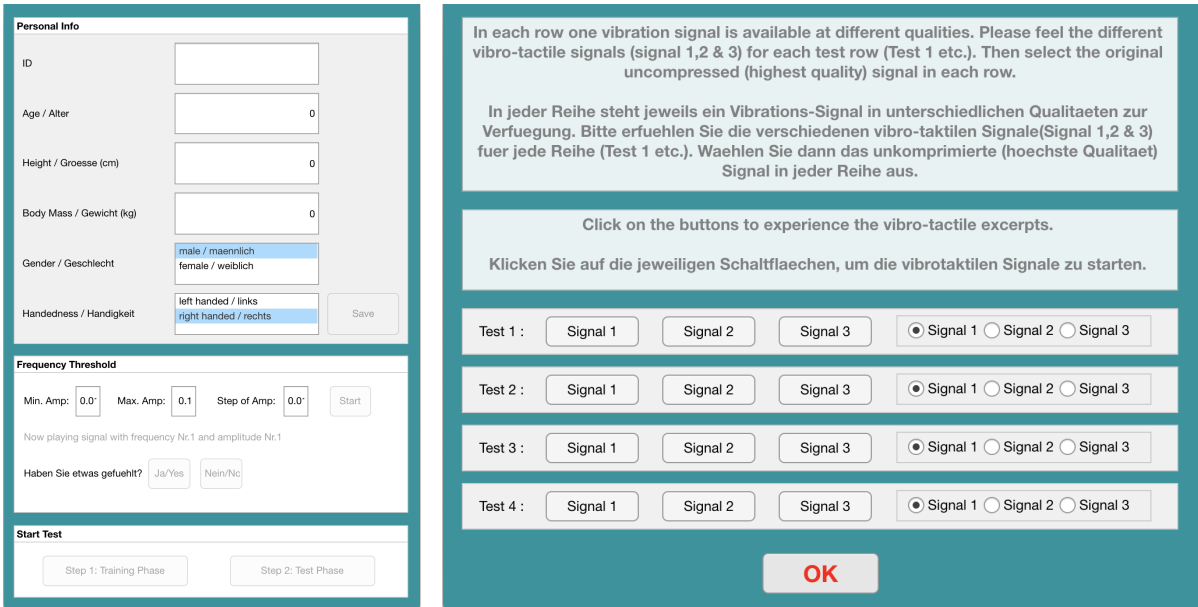 Personal Info
ID
Age / Alter
0
Height / Groesse (cm)
0
Body Mass / Gewicht (kg)
0
Gender / Geschlecht
male / maennlich
female / weiblich
Handedness / Handigkeit
left handed / links
right handed / rechts
Save
Frequency Threshold
Min. Amp: 0.0 Max. Amp: 0.1 Step of Amp: 0.0 Start
Now playing signal with frequency Nr.1 and amplitude Nr.1
Haben Sie etwas gefuehlt? Ja/Yes Nein/Nc
Start Test
Step 1: Training Phase Step 2: Test Phase
In each row one vibration signal is available at different qualities. Please feel the different
vibro-tactile signals (signal 1,2 & 3) for each test row (Test 1 etc.). Then select the original
uncompressed (highest quality) signal in each row.
In jeder Reihe steht jeweils ein Vibrations-Signal in unterschiedlichen Qualitaeten zur
Verfuegung. Bitte erfuehlen Sie die verschiedenen vibro-taktilen Signale(Signal 1,2 & 3)
fuer jede Reihe (Test 1 etc.). Waehlen Sie dann das unkomprimierte (hoechste Qualitaet)
Signal in jeder Reihe aus.
Click on the buttons to experience the vibro-tactile excerpts.
Klicken Sie auf die jeweiligen Schaltflaechen, um die vibrotaktilen Signale zu starten.
Test 1 : Signal 1 Signal 2 Signal 3 Signal 1 Signal 2 Signal 3
Test 2 : Signal 1 Signal 2 Signal 3 Signal 1 Signal 2 Signal 3
Test 3 : Signal 1 Signal 2 Signal 3 Signal 1 Signal 2 Signal 3
Test 4 : Signal 1 Signal 2 Signal 3 Signal 1 Signal 2 Signal 3
OK